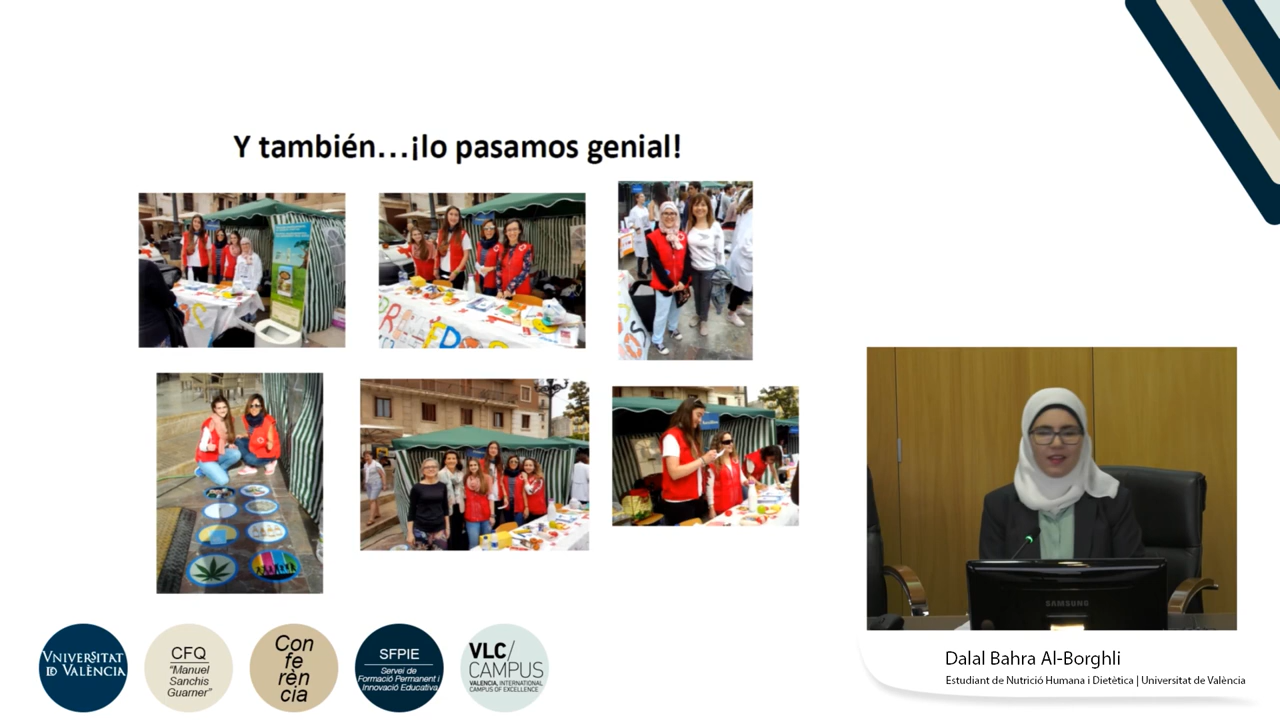 Y también...¡lo pasamos genial!
SAMSUNG
Dalal Bahra Al-Borghli
Estudiant de Nutrició Humana i Dietètica | Universitat de València
VNIVERSITAT
ID VALÈNCIA
CFQ
"Manuel
Sanchis
Guarner"
Con
fe
rèn
cia
SFPIE
Servei de
Formació Permanent i
Innovació Educativa
VLC/
CAMPUS
VALENCIA, INTERNATIONAL
CAMPUS OF EXCELLENCE